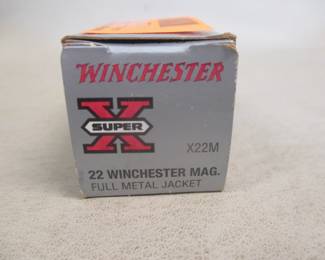 WINCHESTER
X
SUPER
X22M
22 WINCHESTER MAG.
FULL METAL JACKET